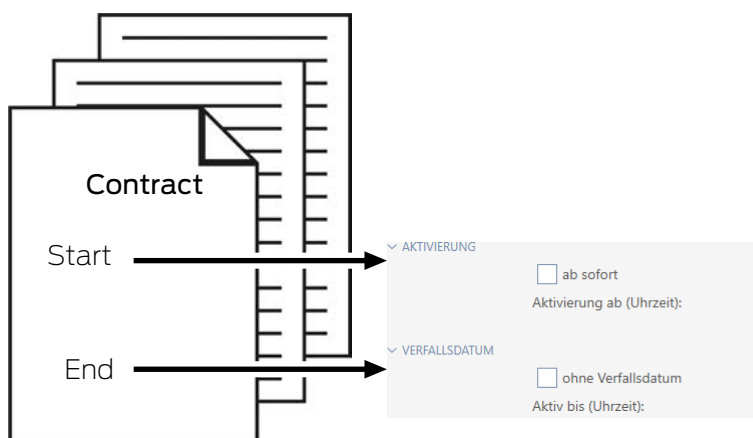 Contract
Start
End
AKTIVIERUNG
ab sofort
Aktivierung ab (Uhrzeit):
VERFALLSDATUM
ohne Verfallsdatum
Aktiv bis (Uhrzeit):